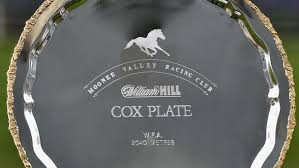 MOONEE VALLEY RACING CLUB
William HILL
COX PLATE
W.F.A.
2040 METRES